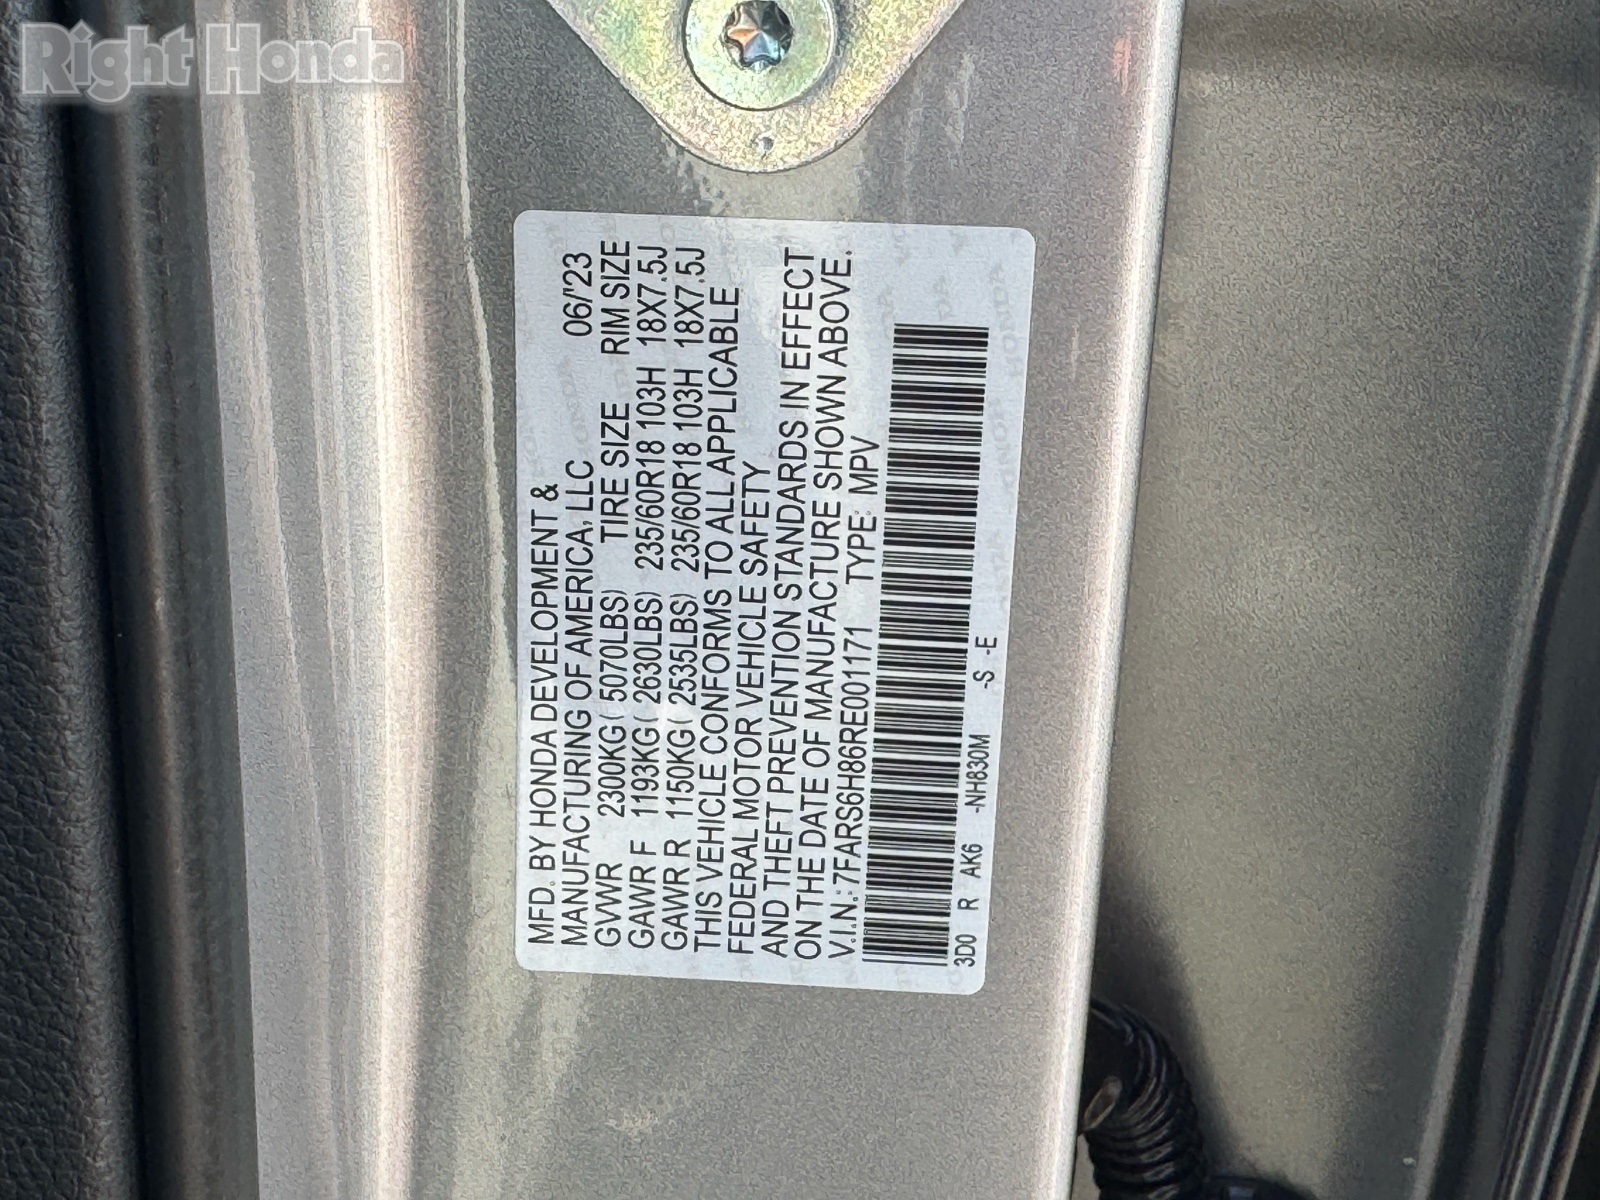 Right Honda
MFD. BY HONDA DEVELOPMENT &
MANUFACTURING OF AMERICA, LLC 06/'23
GVWR 2300KG ( 5070LBS) TIRE SIZE RIM SIZE
GAWR F 1193KG ( 2630LBS) 235/60R18 103H 18X7.5J
GAWR R 1150KG ( 2535LBS) 235/60R18 103H 18X7.5J
THIS VEHICLE CONFORMS TO ALL APPLICABLE
FEDERAL MOTOR VEHICLE SAFETY
AND THEFT PREVENTION STANDARDS IN EFFECT
ON THE DATE OF MANUFACTURE SHOWN ABOVE.
V.I.N.: 7FARS6H86RE001171 TYPE: MPV
3D0 R AK6 -NH830M -S -E